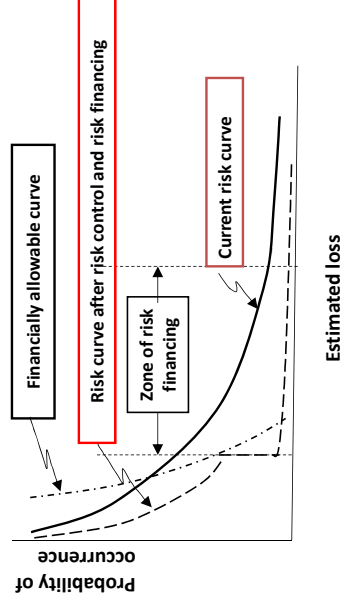 Financially allowable curve
Risk curve after risk control and risk financing
Zone of risk
financing
Current risk curve
Probability of
occurrence
Estimated loss